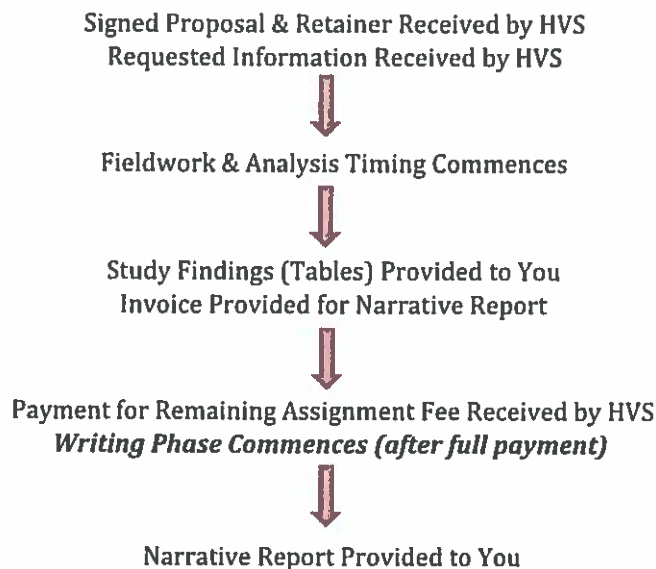 Signed Proposal & Retainer Received by HVS
Requested Information Received by HVS
Fieldwork & Analysis Timing Commences
Study Findings (Tables) Provided to You
Invoice Provided for Narrative Report
Payment for Remaining Assignment Fee Received by HVS
Writing Phase Commences (after full payment)
Narrative Report Provided to You